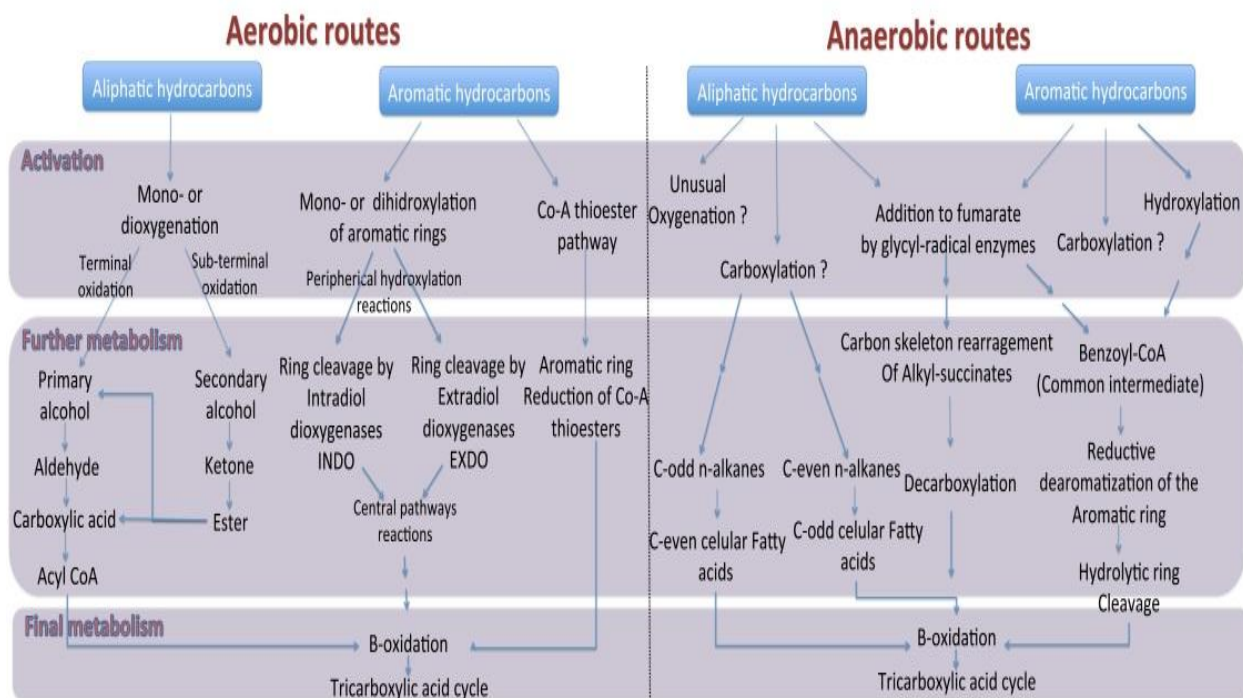 Aerobic routes
Anaerobic routes
Aliphatic hydrocarbons
Aromatic hydrocarbons
Aliphatic hydrocarbons
Aromatic hydrocarbons
Activation
Mono- or
dioxygenation
Terminal
oxidation
Sub-terminal
oxidation
Mono- or dihidroxylation
of aromatic rings
Peripherical hydroxylation
reactions
Co-A thioester
pathway
Unusual
Oxygenation ?
Carboxylation ?
Addition to fumarate
by glycyl-radical enzymes
Carboxylation ?
Hydroxylation
Further metabolism
Primary
alcohol
Aldehyde
Carboxylic acid
Acyl CoA
Secondary
alcohol
Ketone
Ester
Ring cleavage by
Intradiol
dioxygenases
INDO
Ring cleavage by
Extradiol
dioxygenases
EXDO
Central pathways
reactions
Aromatic ring
Reduction of Co-A
thioesters
C-odd n-alkanes
C-even celular Fatty
acids
C-even n-alkanes
C-odd celular Fatty
acids
Carbon skeleton rearragement
Of Alkyl-succinates
Decarboxylation
Benzoyl-CoA
(Common intermediate)
Reductive
dearomatization of the
Aromatic ring
Hydrolytic ring
Cleavage
Final metabolism
B-oxidation
Tricarboxylic acid cycle
B-oxidation
Tricarboxylic acid cycle